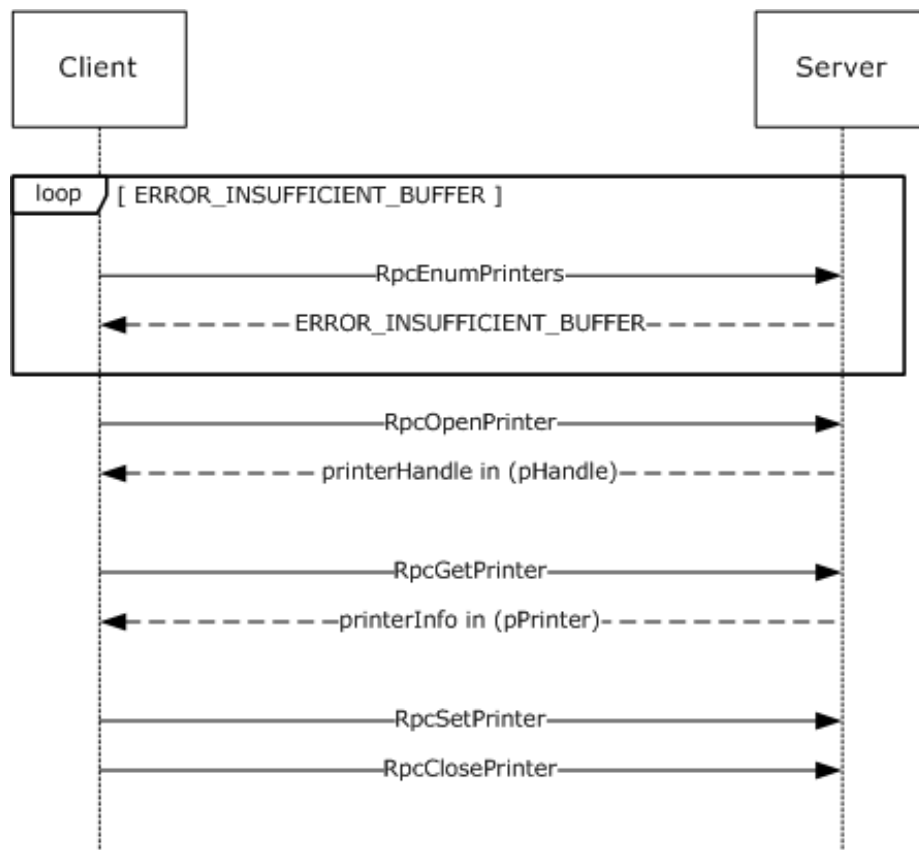 Client
Server
loop
[ ERROR_INSUFFICIENT_BUFFER ]
RpcEnumPrinters
ERROR_INSUFFICIENT_BUFFER
RpcOpenPrinter
printerHandle in (pHandle)
RpcGetPrinter
printerInfo in (pPrinter)
RpcSetPrinter
RpcClosePrinter